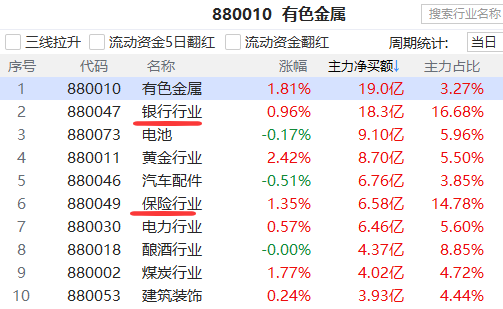 880010 有色金属
搜索行业名称
三线拉升 流动资金5日翻红 流动资金翻红 周期统计: 当日
序号 代码 名称 涨幅 主力净买额↓ 主力占比
1 880010 有色金属 1.81% 19.0亿 3.27%
2 880047 银行行业 0.96% 18.3亿 16.68%
3 880073 电池 -0.17% 9.10亿 5.96%
4 880011 黄金行业 2.42% 8.70亿 5.50%
5 880046 汽车配件 -0.51% 6.76亿 3.85%
6 880049 保险行业 1.35% 6.58亿 14.78%
7 880030 电力行业 0.57% 6.46亿 5.60%
8 880018 酿酒行业 -0.00% 4.37亿 8.85%
9 880002 煤炭行业 1.77% 4.02亿 4.72%
10 880053 建筑装饰 0.24% 3.93亿 4.44%